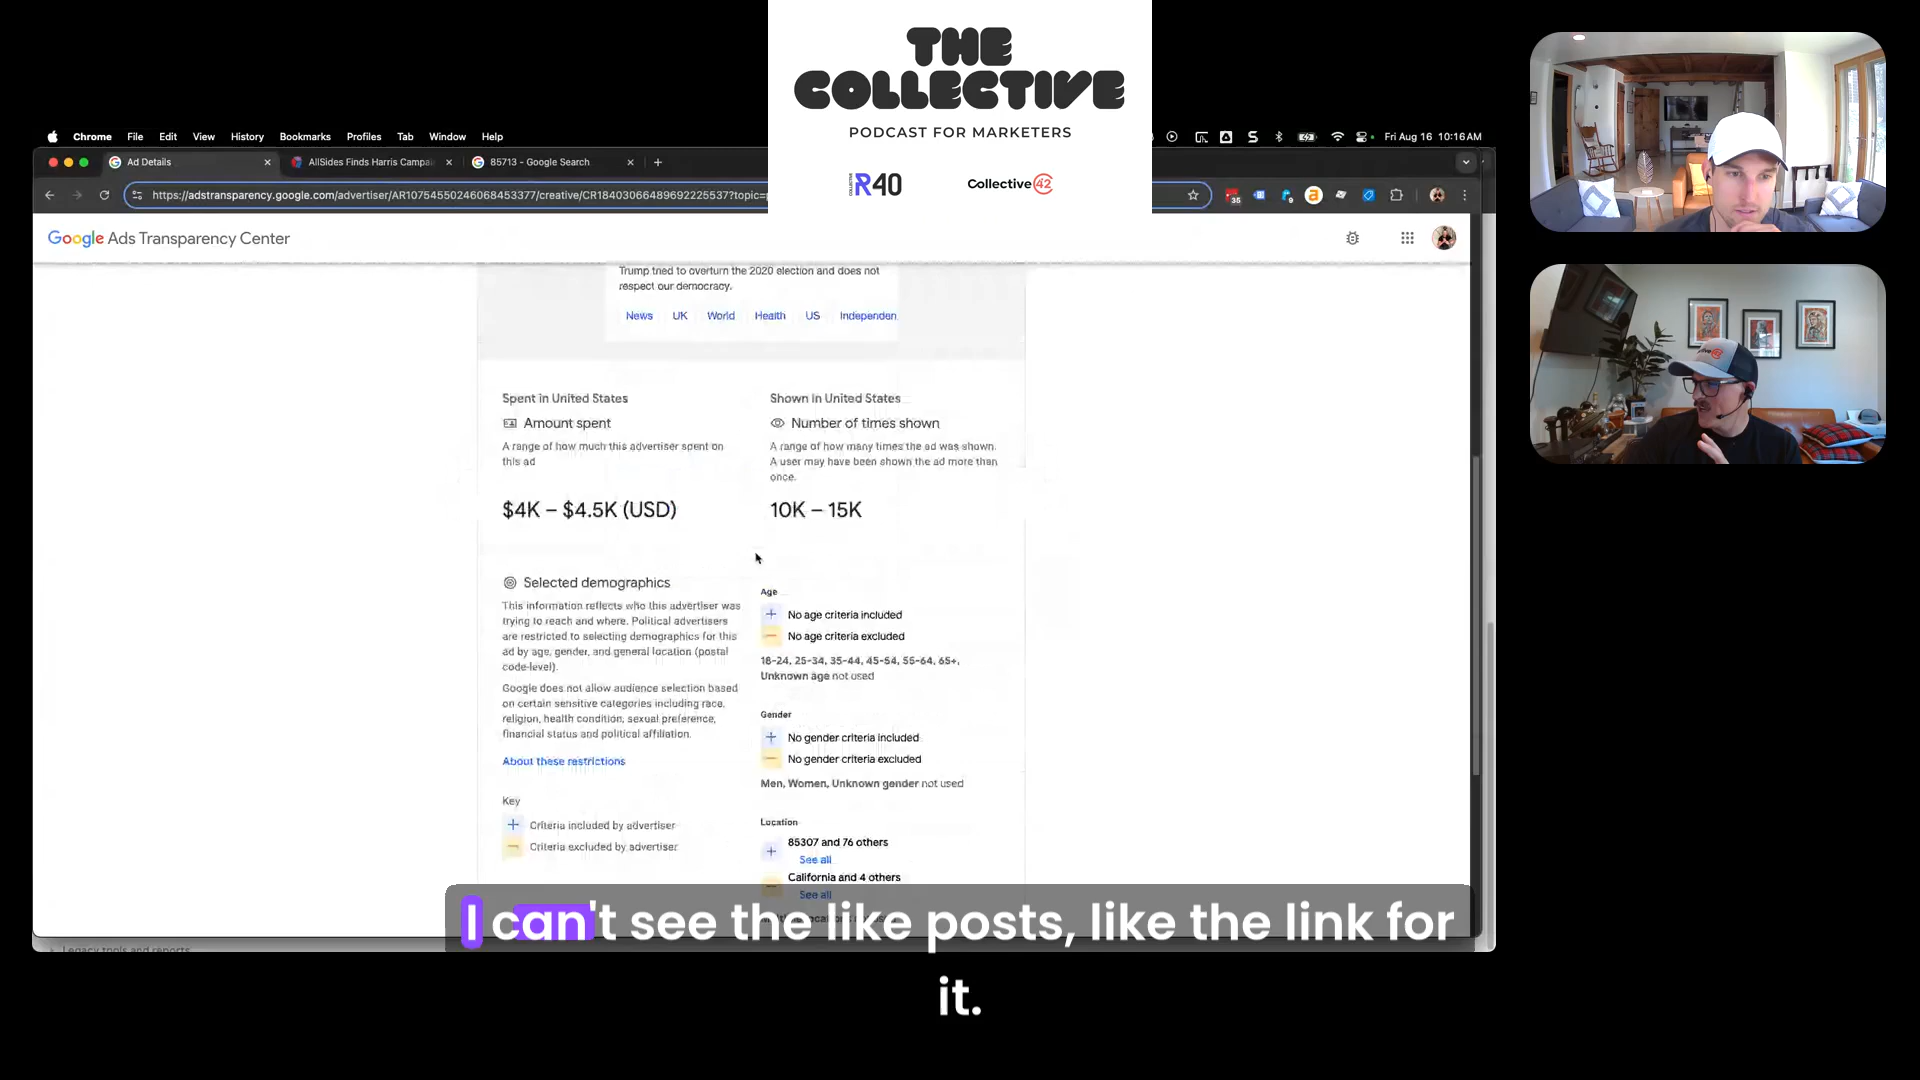 THE
COLLECTIVE
PODCAST FOR MARKETERS
COLLECTIVE R40
Collective 42
Chrome File Edit View History Bookmarks Profiles Tab Window Help
Fri Aug 16 10:16 AM
Ad Details
AllSides Finds Harris Campai
85713 - Google Search
https://adstransparency.google.com/advertiser/AR10754550246068453377/creative/CR18403066489692225537?topic=p
35
9
Google Ads Transparency Center
Trump tried to overturn the 2020 election and does not
respect our democracy.
News UK World Health US Independen
Spent in United States
Amount spent
A range of how much this advertiser spent on
this ad
$4K – $4.5K (USD)
Shown in United States
Number of times shown
A range of how many times the ad was shown.
A user may have been shown the ad more than
once.
10K – 15K
Selected demographics
This information reflects who this advertiser was
trying to reach and where. Political advertisers
are restricted to selecting demographics for this
ad by age, gender, and general location (postal
code-level).
Google does not allow audience selection based
on certain sensitive categories including race,
religion, health condition, sexual preference,
financial status and political affiliation.
About these restrictions
Key
+ Criteria included by advertiser
– Criteria excluded by advertiser
Age
+ No age criteria included
– No age criteria excluded
18-24, 25-34, 35-44, 45-54, 55-64, 65+,
Unknown age not used
Gender
+ No gender criteria included
– No gender criteria excluded
Men, Women, Unknown gender not used
Location
+ 85307 and 76 others
See all
– California and 4 others
See all
Legacy tools and reports
I can't see the like posts, like the link for
it.